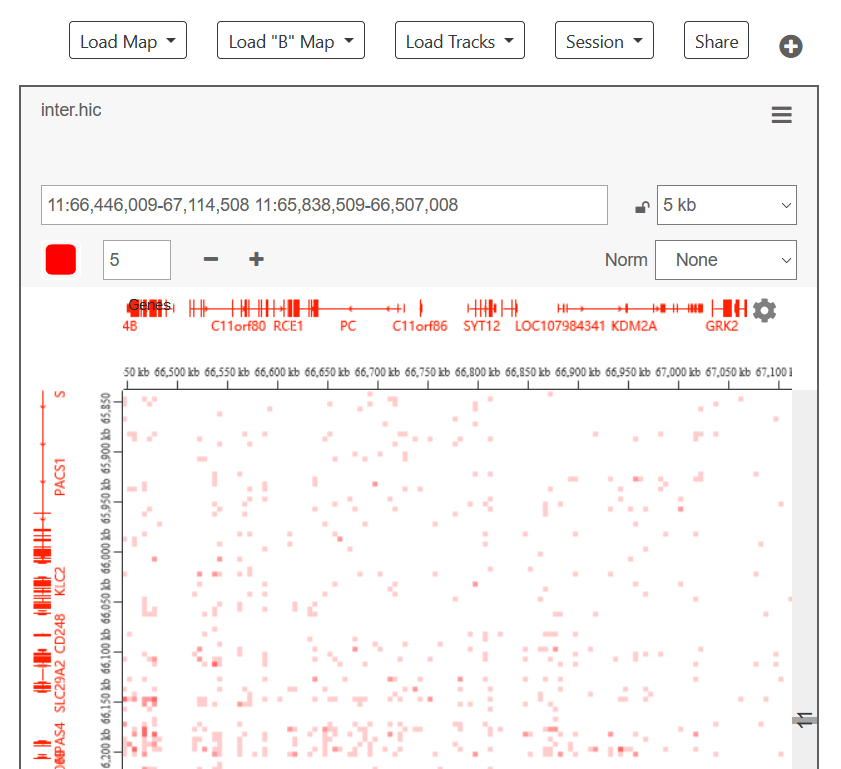 Load Map Load "B" Map Load Tracks Session Share
inter.hic
11:66,446,009-67,114,508 11:65,838,509-66,507,008 5 kb
5 Norm None
Genes
4B C11orf80 RCE1 PC C11orf86 SYT12 LOC107984341 KDM2A GRK2
50 kb 66,500 kb 66,550 kb 66,600 kb 66,650 kb 66,700 kb 66,750 kb 66,800 kb 66,850 kb 66,900 kb 66,950 kb 67,000 kb 67,050 kb 67,100
S
PACS1
KLC2
CD248
SLC29A2
PAS4
65,850
65,900 kb
65,950 kb
66,000 kb
66,050 kb
66,100 kb
66,150 kb
6,200 kb
11